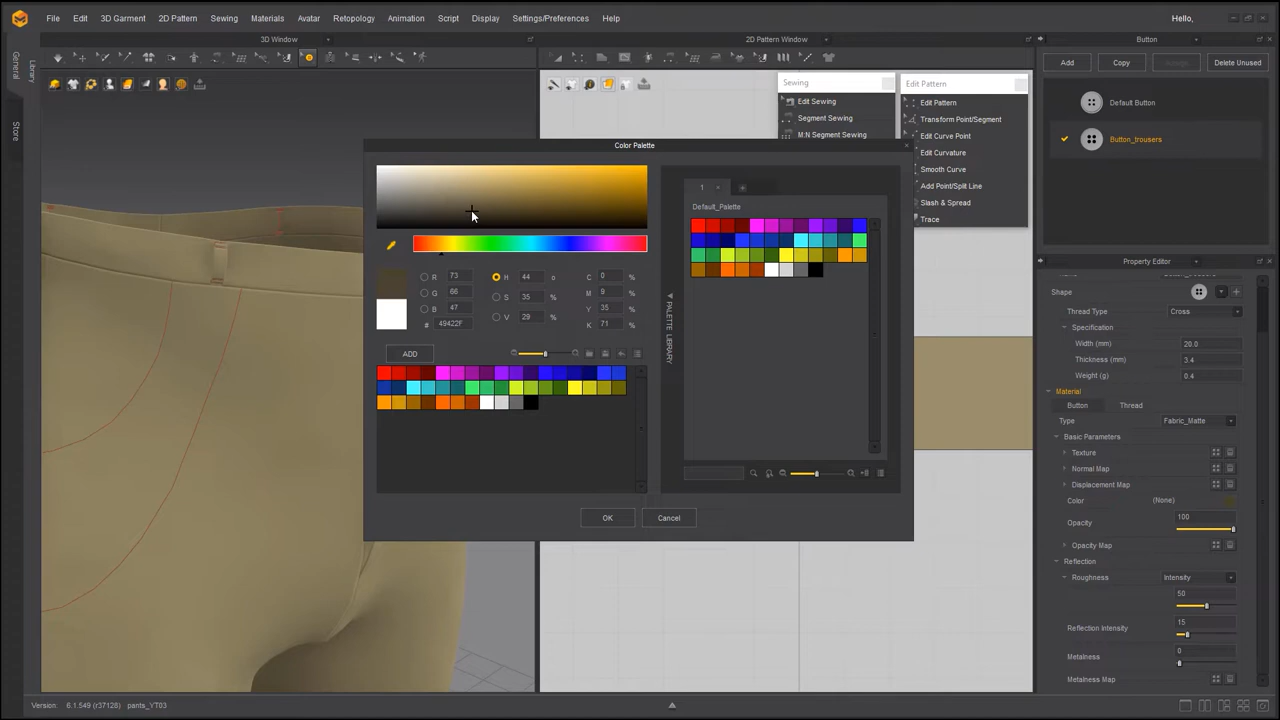 File Edit 3D Garment 2D Pattern Sewing Materials Avatar Retopology Animation Script Display Settings/Preferences Help Hello,
3D Window 2D Pattern Window Button
General
Library
Store
Add Copy Delete Unused
Default Button
Button_trousers
Sewing
Edit Sewing
Segment Sewing
M:N Segment Sewing
Edit Pattern
Edit Pattern
Transform Point/Segment
Edit Curve Point
Edit Curvature
Smooth Curve
Add Point/Split Line
Slash & Spread
Trace
Color Palette
1 × +
Default_Palette
R 73 H 44 o C 0 %
G 66 S 35 % M 9 %
B 47 V 29 % Y 35 %
# 49422F K 71 %
ADD
PALETTE LIBRARY
OK Cancel
Property Editor
Shape
Thread Type Cross
Specification
Width (mm) 20.0
Thickness (mm) 3.4
Weight (g) 0.4
Material
Button Thread
Type Fabric_Matte
Basic Parameters
Texture
Normal Map
Displacement Map
Color (None)
Opacity 100
Opacity Map
Reflection
Roughness Intensity
50
Reflection Intensity 15
Metalness 0
Metalness Map
Version: 6.1.549 (r37128) pants_YT03